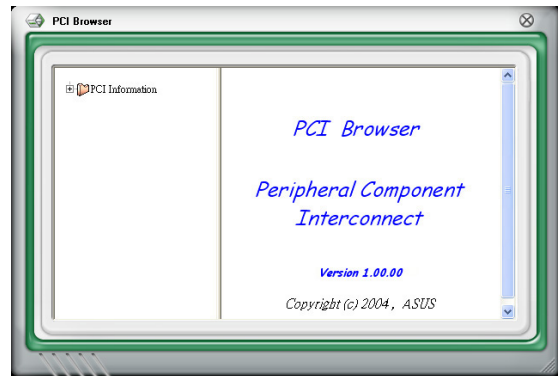 PCI Browser
PCI Information
PCI Browser
Peripheral Component
Interconnect
Version 1.00.00
Copyright (c) 2004, ASUS